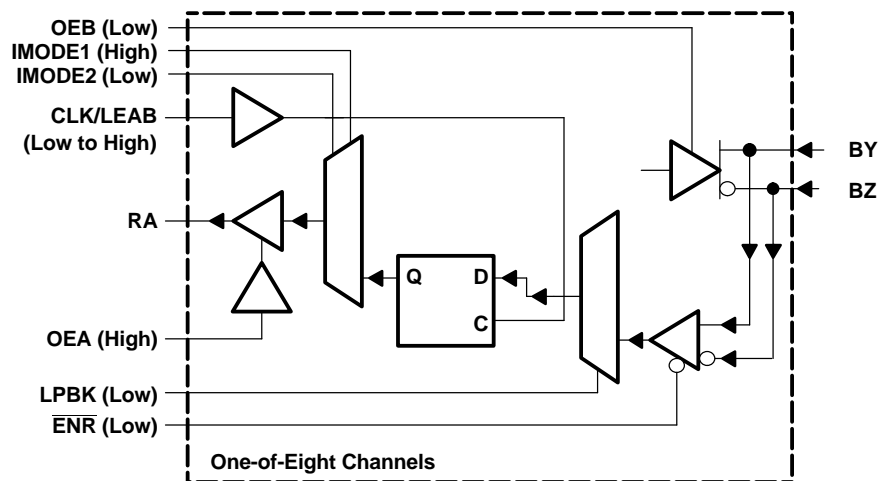 OEB (Low)
IMODE1 (High)
IMODE2 (Low)
CLK/LEAB
(Low to High)
BY
BZ
RA
Q
D
C
OEA (High)
LPBK (Low)
E̅N̅R̅ (Low)
One-of-Eight Channels